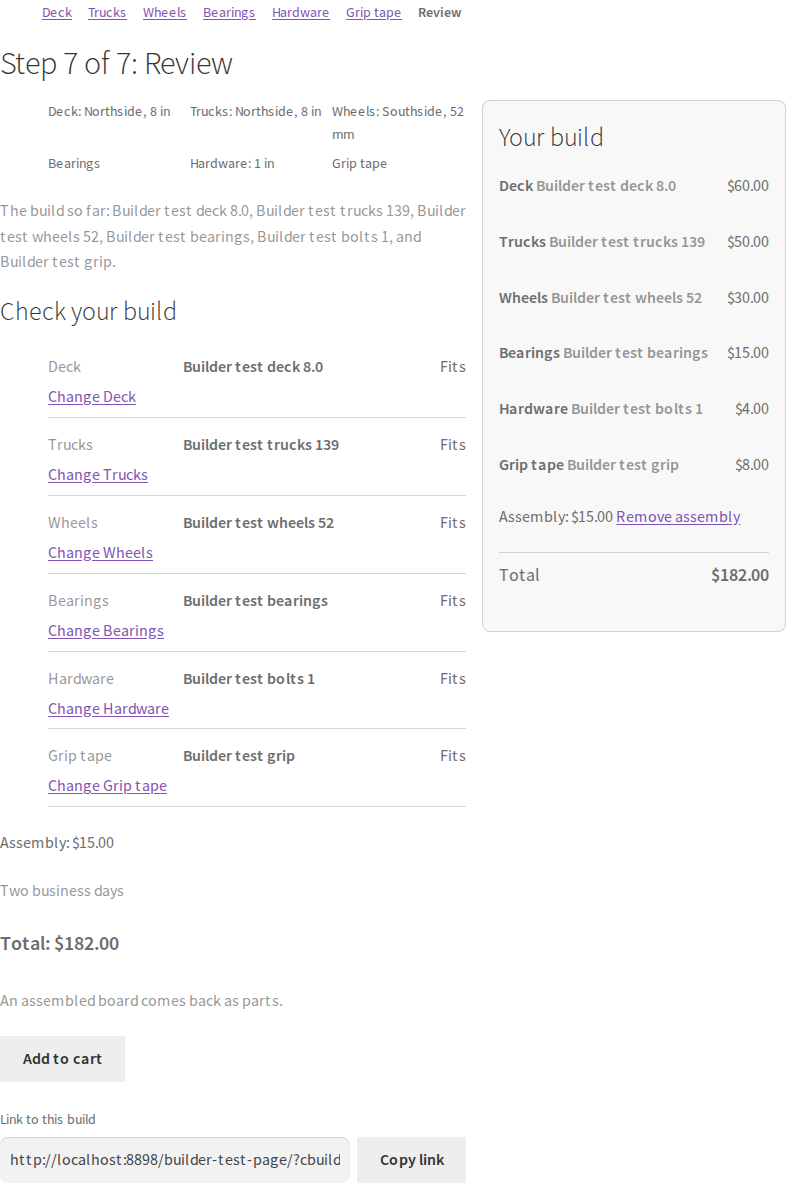 Deck Trucks Wheels Bearings Hardware Grip tape Review
Step 7 of 7: Review
Deck: Northside, 8 in
Trucks: Northside, 8 in
Wheels: Southside, 52
mm
Bearings
Hardware: 1 in
Grip tape
The build so far: Builder test deck 8.0, Builder test trucks 139, Builder
test wheels 52, Builder test bearings, Builder test bolts 1, and
Builder test grip.
Check your build
Deck Builder test deck 8.0 Fits
Change Deck
Trucks Builder test trucks 139 Fits
Change Trucks
Wheels Builder test wheels 52 Fits
Change Wheels
Bearings Builder test bearings Fits
Change Bearings
Hardware Builder test bolts 1 Fits
Change Hardware
Grip tape Builder test grip Fits
Change Grip tape
Assembly: $15.00
Two business days
Total: $182.00
An assembled board comes back as parts.
Add to cart
Link to this build
http://localhost:8898/builder-test-page/?cbuild Copy link
Your build
Deck Builder test deck 8.0 $60.00
Trucks Builder test trucks 139 $50.00
Wheels Builder test wheels 52 $30.00
Bearings Builder test bearings $15.00
Hardware Builder test bolts 1 $4.00
Grip tape Builder test grip $8.00
Assembly: $15.00 Remove assembly
Total $182.00